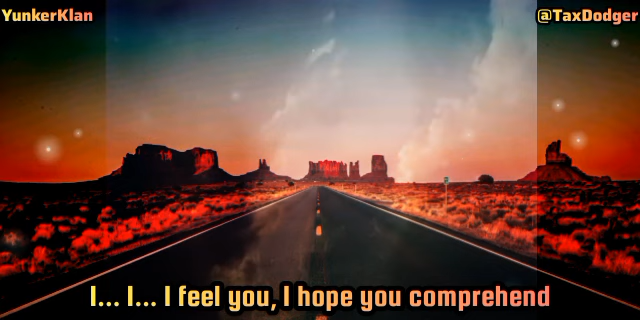 YunkerKlan
@TaxDodger
I... I... I feel you, I hope you comprehend